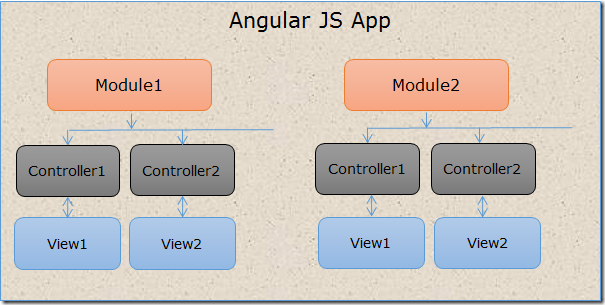 Angular JS App
Module1
Module2
Controller1
Controller2
Controller1
Controller2
View1
View2
View1
View2